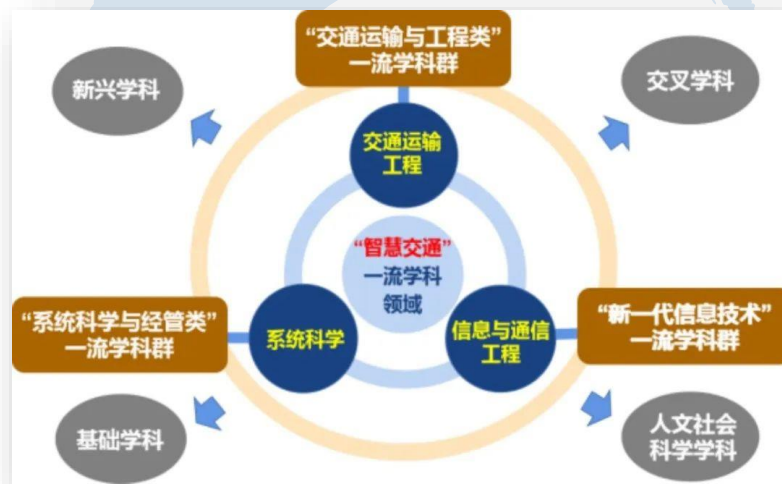 “交通运输与工程类”
一流学科群
新兴学科
交叉学科
交通运输
工程
“智慧交通”
一流学科
领域
“系统科学与经管类”
一流学科群
系统科学
信息与通信
工程
“新一代信息技术”
一流学科群
基础学科
人文社会
科学学科